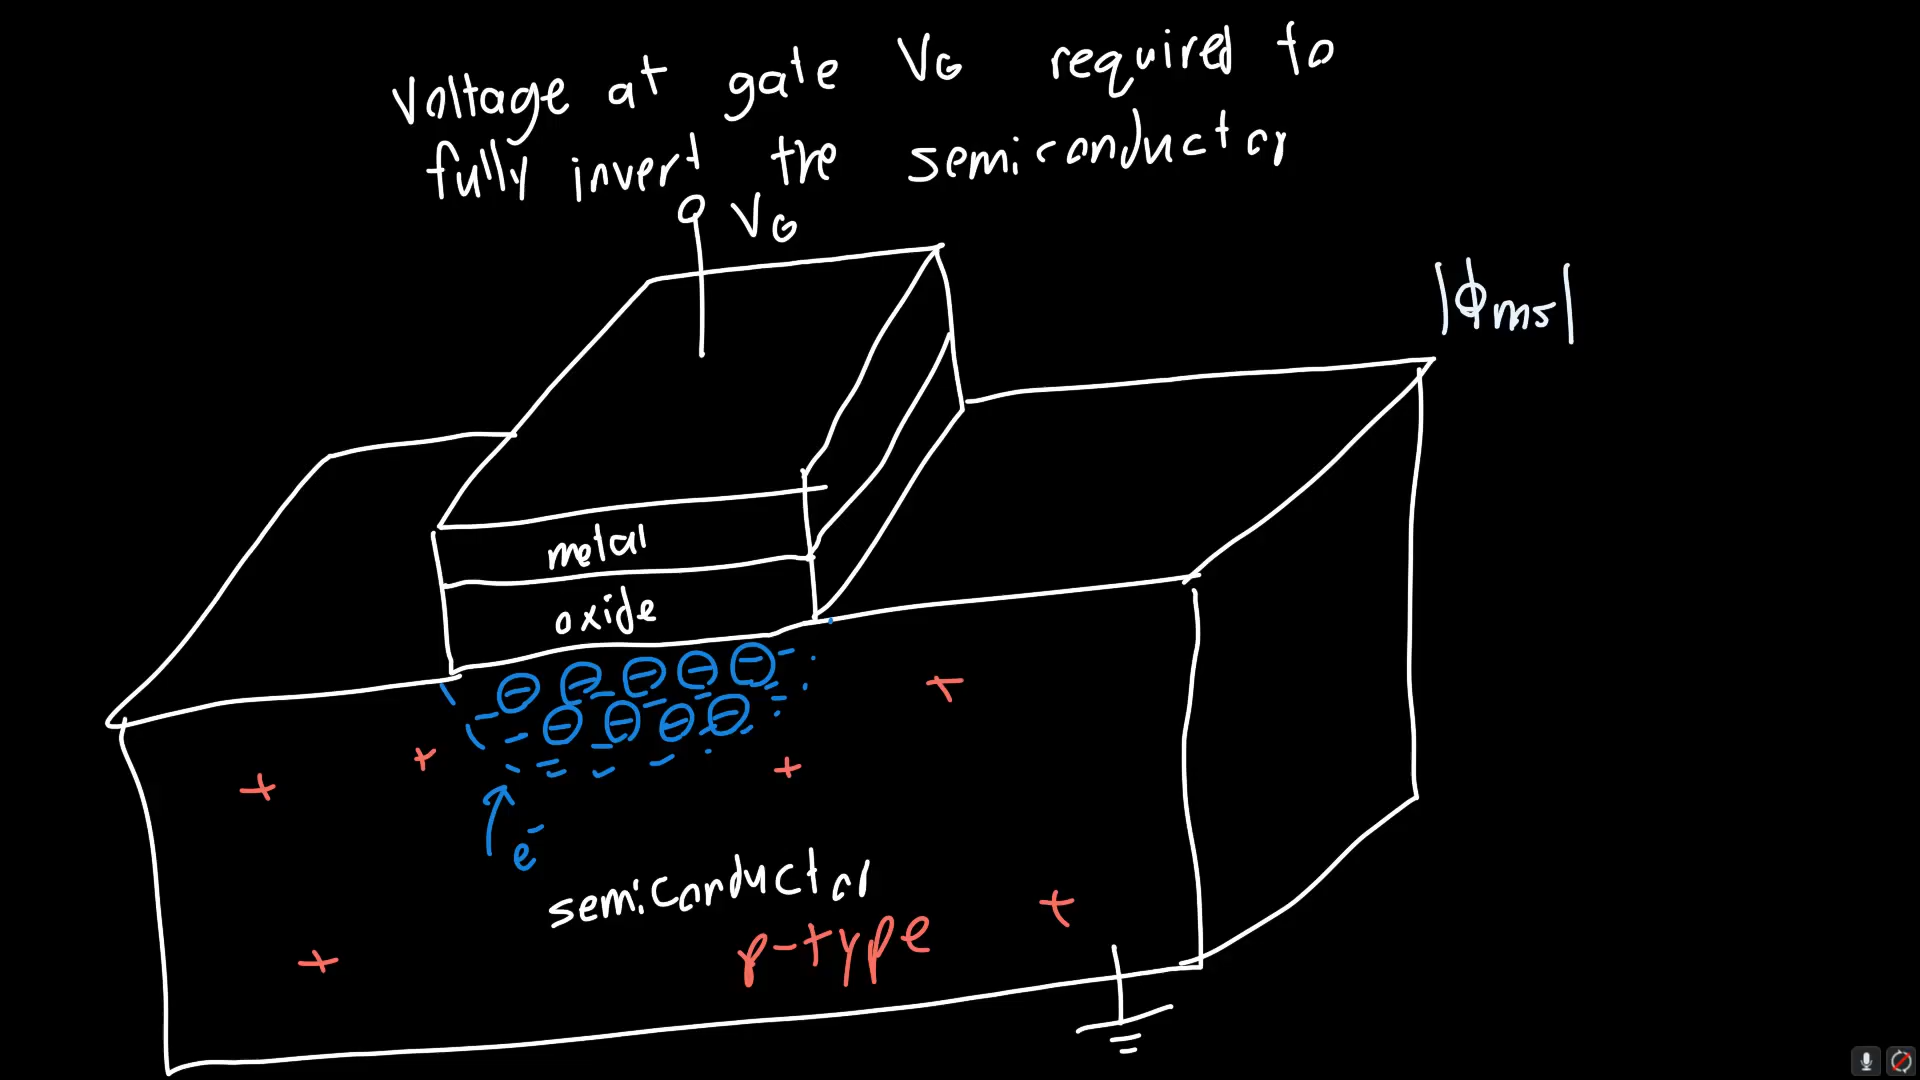 Voltage at gate VG required to
fully invert the semiconductor
VG
|ϕms|
metal
oxide
e-
semiconductor
p-type